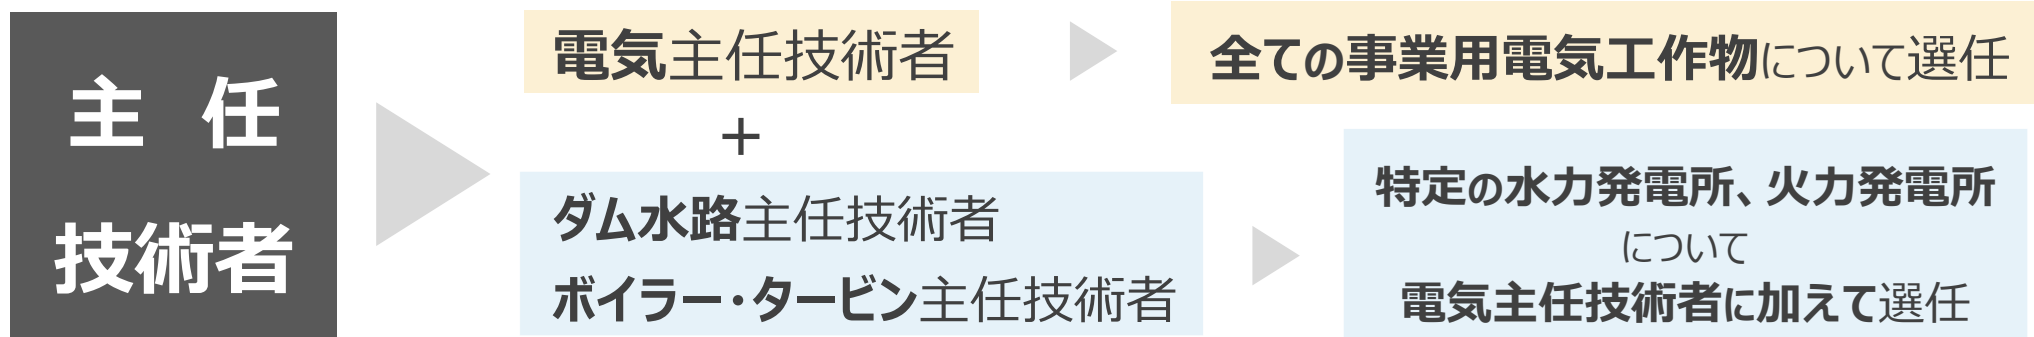 主 任
技術者
電気主任技術者
全ての事業用電気工作物について選任
+
ダム水路主任技術者
ボイラー・タービン主任技術者
特定の水力発電所、火力発電所
について
電気主任技術者に加えて選任